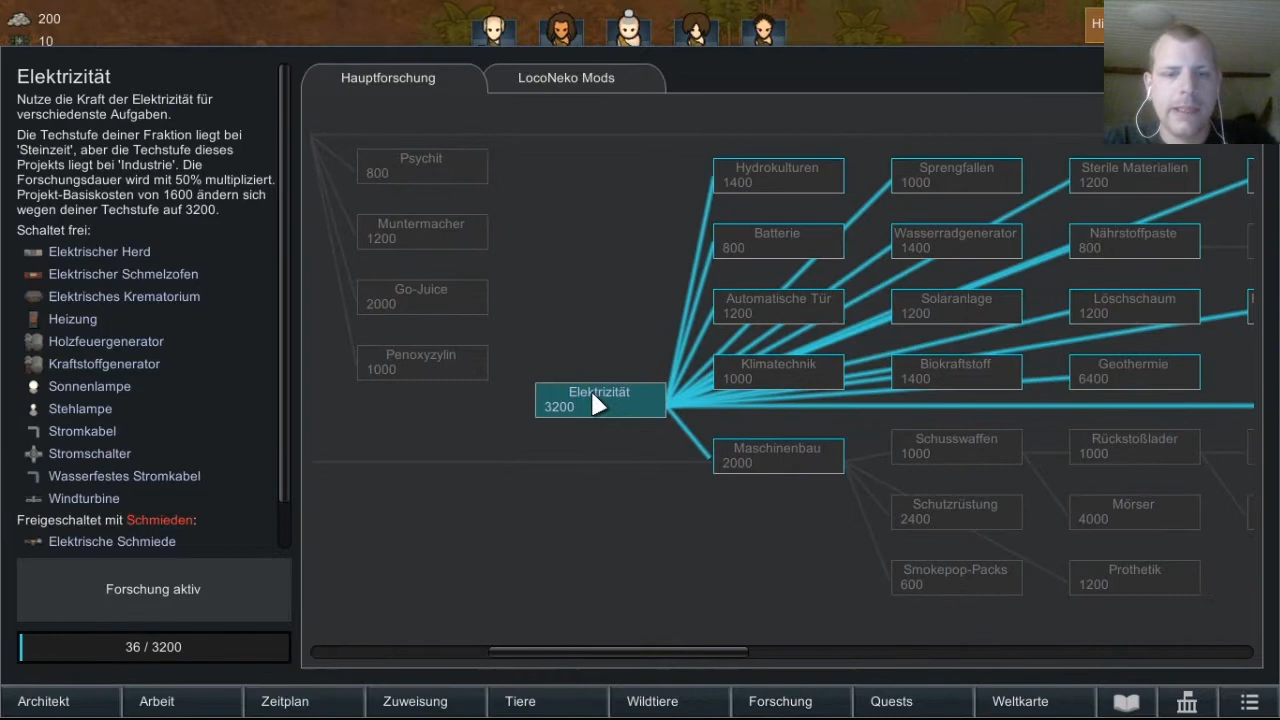 200
10
Hi
Elektrizität
Nutze die Kraft der Elektrizität für
verschiedenste Aufgaben.
Die Techstufe deiner Fraktion liegt bei
'Steinzeit', aber die Techstufe dieses
Projekts liegt bei 'Industrie'. Die
Forschungsdauer wird mit 50% multipliziert.
Projekt-Basiskosten von 1600 ändern sich
wegen deiner Techstufe auf 3200.
Schaltet frei:
Elektrischer Herd
Elektrischer Schmelzofen
Elektrisches Krematorium
Heizung
Holzfeuergenerator
Kraftstoffgenerator
Sonnenlampe
Stehlampe
Stromkabel
Stromschalter
Wasserfestes Stromkabel
Windturbine
Freigeschaltet mit Schmieden:
Elektrische Schmiede
Forschung aktiv
36 / 3200
Hauptforschung
LocoNeko Mods
Psychit
800
Muntermacher
1200
Go-Juice
2000
Penoxyzylin
1000
Elektrizität
3200
Hydrokulturen
1400
Batterie
800
Automatische Tür
1200
Klimatechnik
1000
Maschinenbau
2000
Sprengfallen
1000
Wasserradgenerator
1400
Solaranlage
1200
Biokraftstoff
1400
Schusswaffen
1000
Schutzrüstung
2400
Smokepop-Packs
600
Sterile Materialien
1200
Nährstoffpaste
800
Löschschaum
1200
Geothermie
6400
Rückstoßlader
1000
Mörser
4000
Prothetik
1200
Architekt
Arbeit
Zeitplan
Zuweisung
Tiere
Wildtiere
Forschung
Quests
Weltkarte